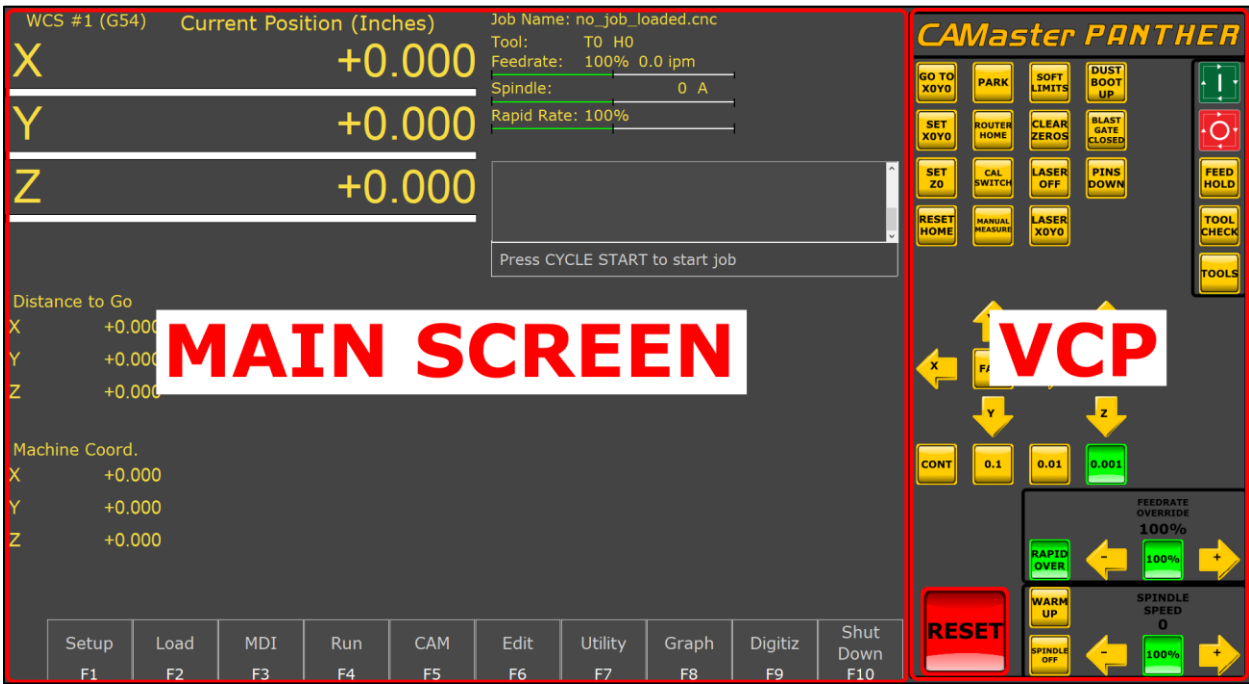 WCS #1 (G54) Current Position (Inches)
X +0.000
Y +0.000
Z +0.000
Job Name: no_job_loaded.cnc
Tool: T0 H0
Feedrate: 100% 0.0 ipm
Spindle: 0 A
Rapid Rate: 100%
Press CYCLE START to start job
Distance to Go
X +0.000
Y +0.000
Z +0.000
MAIN SCREEN
Machine Coord.
X +0.000
Y +0.000
Z +0.000
Setup Load MDI Run CAM Edit Utility Graph Digitiz Shut
Down
F1 F2 F3 F4 F5 F6 F7 F8 F9 F10
CAMaster PANTHER
GO TO
X0Y0
PARK
SOFT
LIMITS
DUST
BOOT
UP
SET
X0Y0
ROUTER
HOME
CLEAR
ZEROS
BLAST
GATE
CLOSED
SET
Z0
CAL
SWITCH
LASER
OFF
PINS
DOWN
FEED
HOLD
RESET
HOME
MANUAL
MEASURE
LASER
X0Y0
TOOL
CHECK
TOOLS
VCP
X
Y
Z
CONT
0.1
0.01
0.001
FEEDRATE
OVERRIDE
100%
RAPID
OVER
-
100%
+
RESET
WARM
UP
SPINDLE
SPEED
0
SPINDLE
OFF
-
100%
+